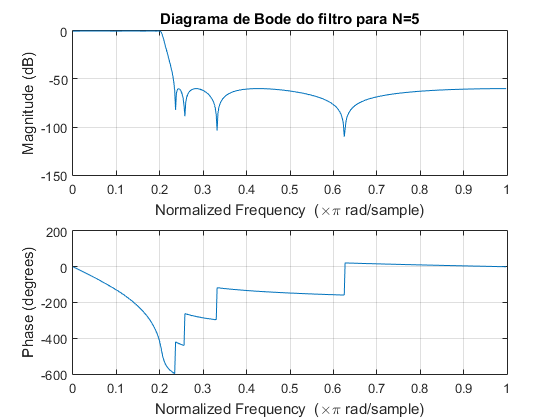 Diagrama de Bode do filtro para N=5
Magnitude (dB)
0
-50
-100
-150
0 0.1 0.2 0.3 0.4 0.5 0.6 0.7 0.8 0.9 1
Normalized Frequency (×π rad/sample)
Phase (degrees)
200
0
-200
-400
-600
0 0.1 0.2 0.3 0.4 0.5 0.6 0.7 0.8 0.9 1
Normalized Frequency (×π rad/sample)